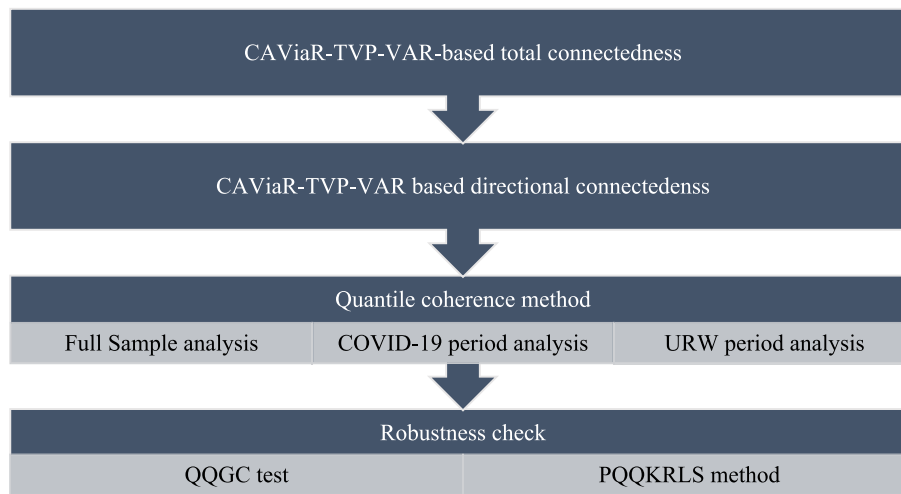 CAViaR-TVP-VAR-based total connectedness
CAViaR-TVP-VAR based directional connectedenss
Quantile coherence method
Full Sample analysis
COVID-19 period analysis
URW period analysis
Robustness check
QQGC test
PQQKRLS method